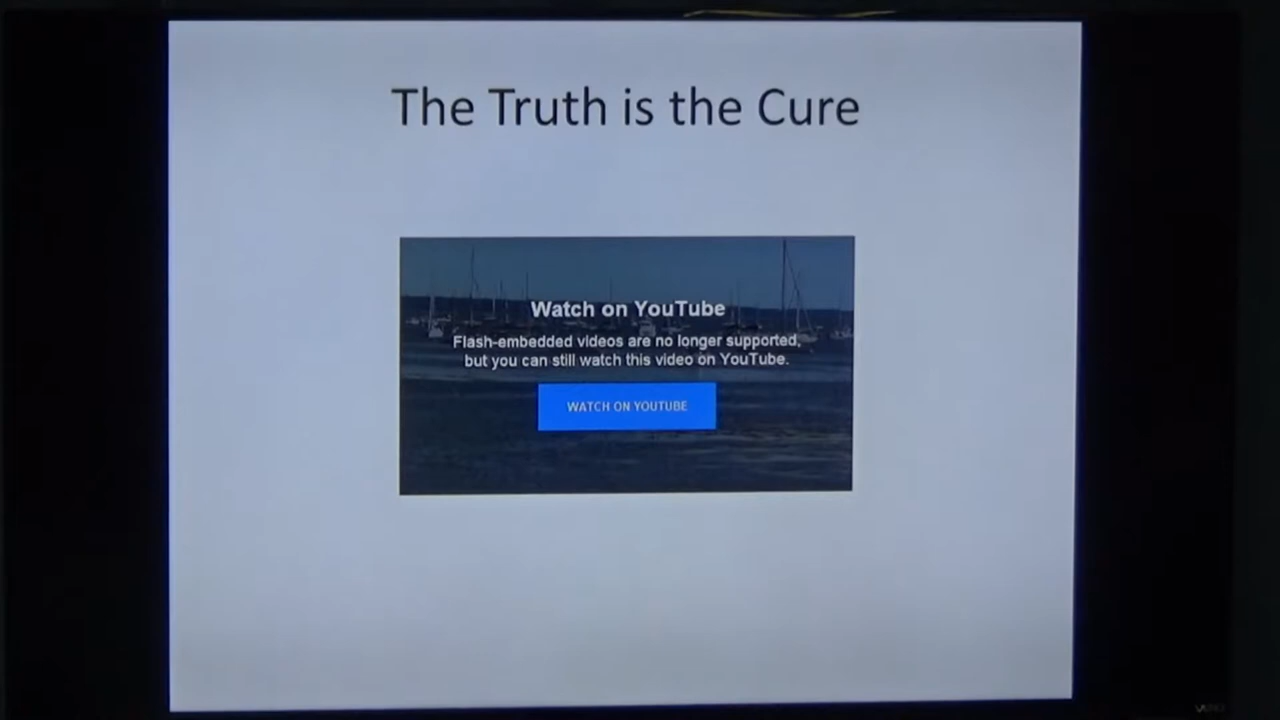 The Truth is the Cure
Watch on YouTube
Flash-embedded videos are no longer supported,
but you can still watch this video on YouTube.
WATCH ON YOUTUBE